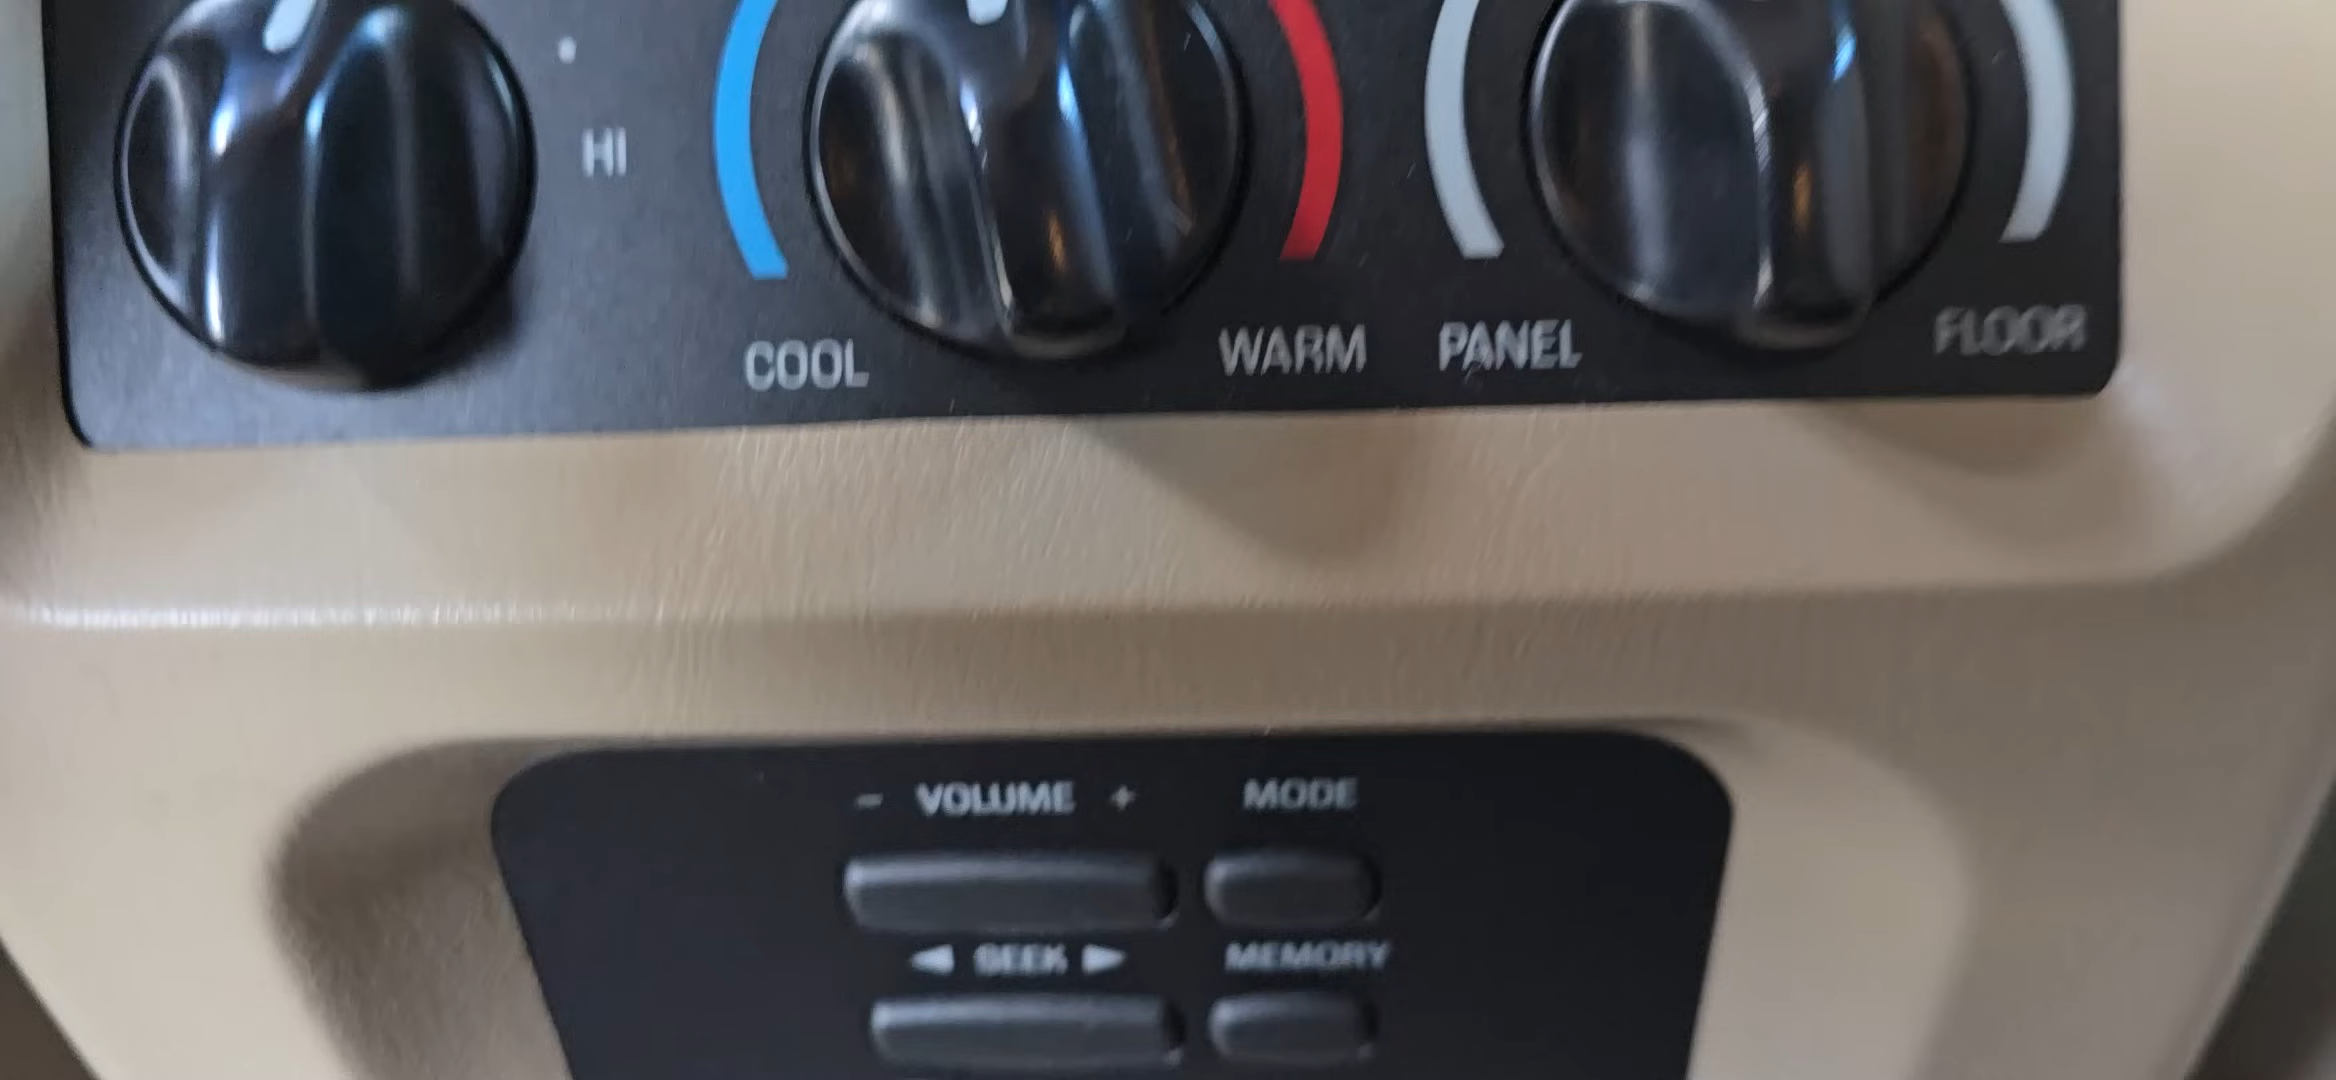 HI
COOL WARM PANEL FLOOR
- VOLUME + MODE
◀ SEEK ▶ MEMORY